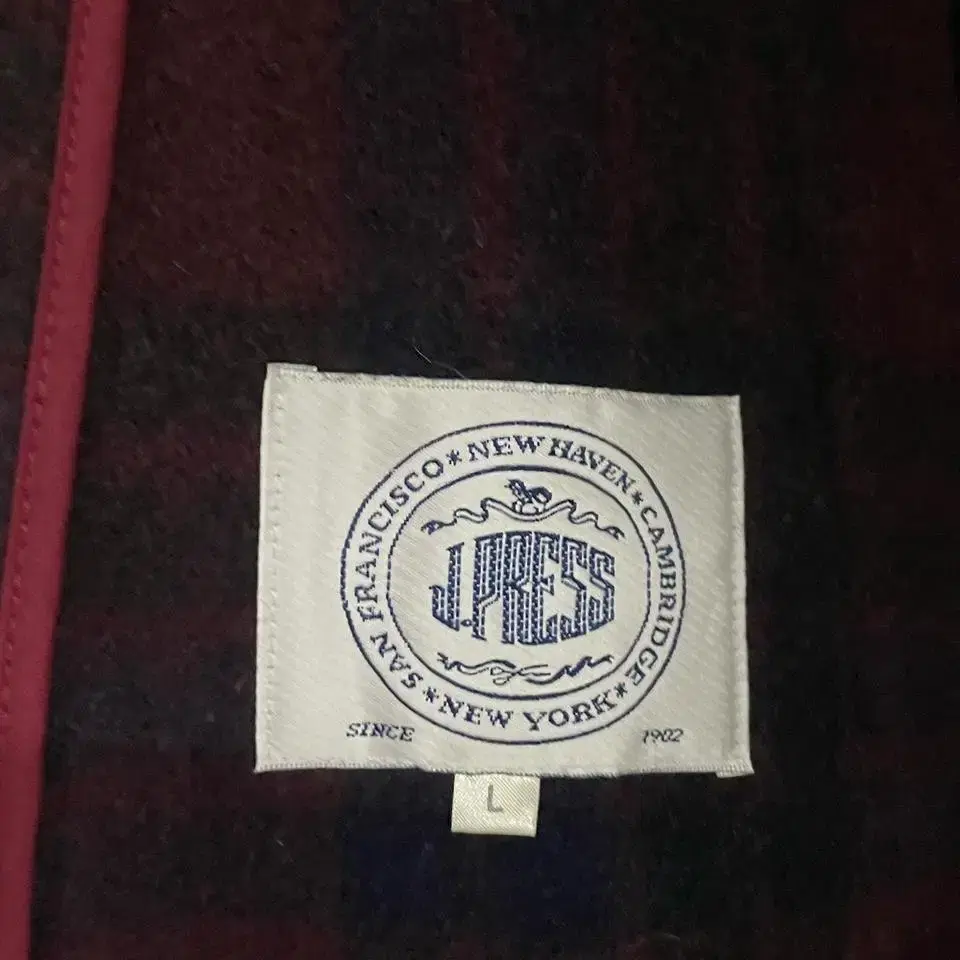 SAN FRANCISCO * NEW HAVEN * CAMBRIDGE * NEW YORK *
J.PRESS
SINCE 1902
L